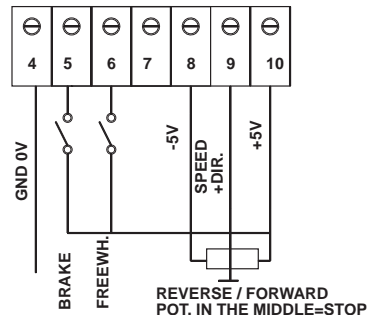 4 5 6 7 8 9 10
GND 0V
BRAKE
FREEWH.
-5V
SPEED
+DIR.
+5V
REVERSE / FORWARD
POT. IN THE MIDDLE=STOP